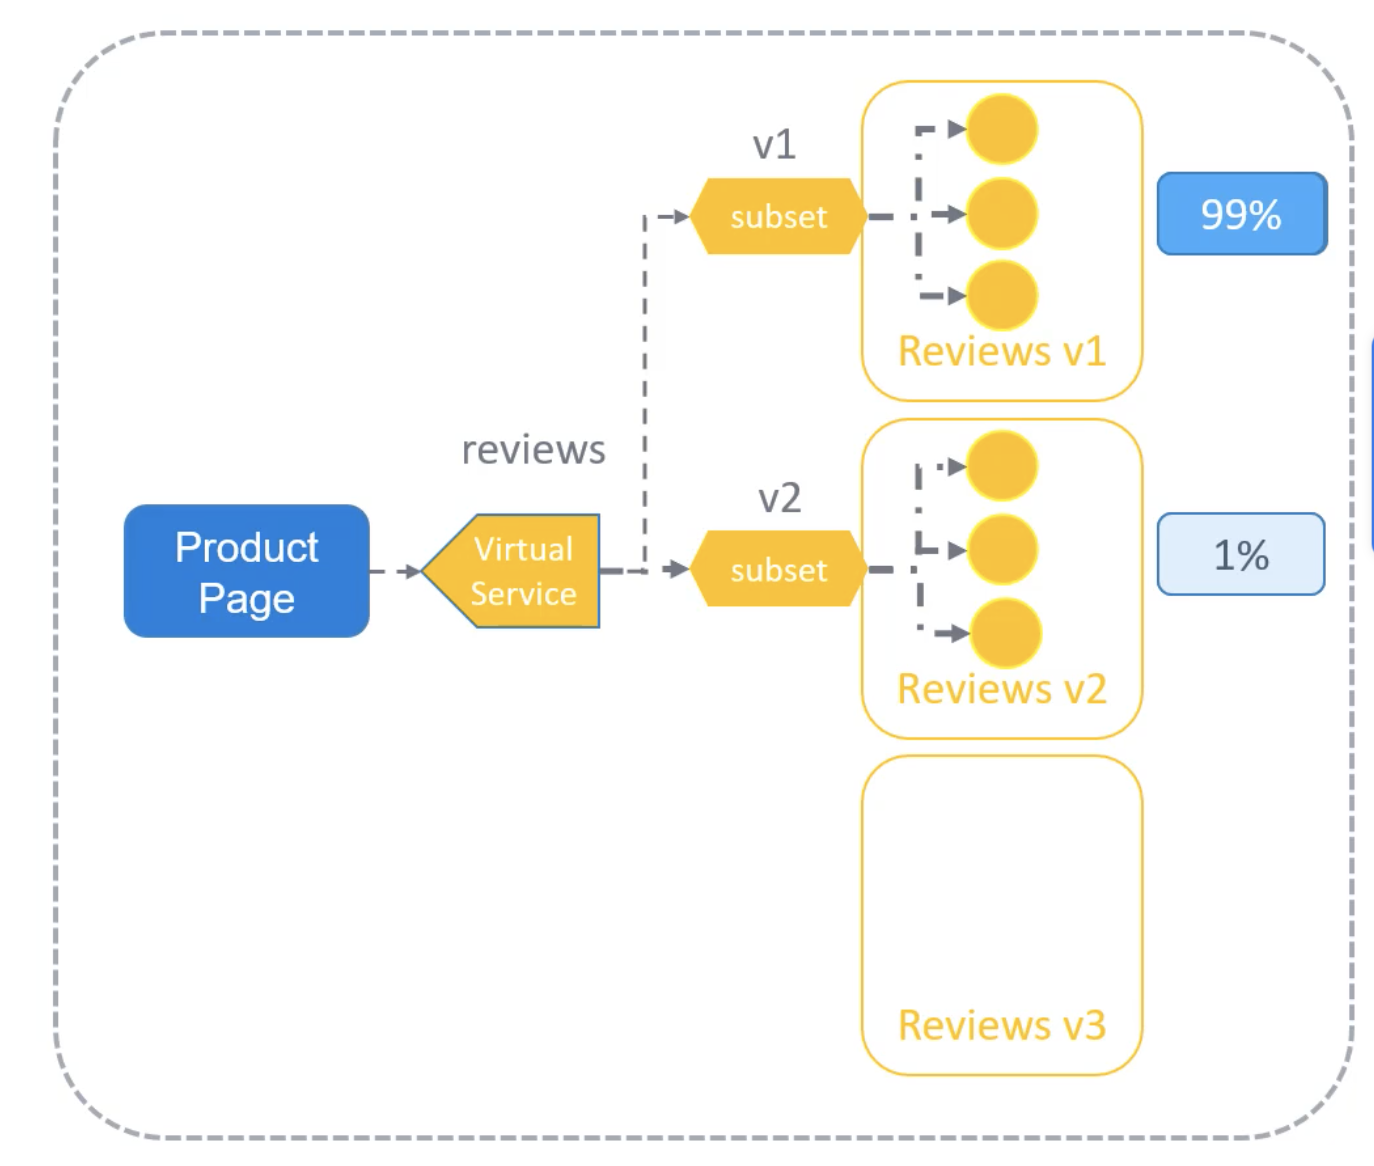 v1
subset
99%
Reviews v1
reviews
Product
Page
Virtual
Service
v2
subset
1%
Reviews v2
Reviews v3